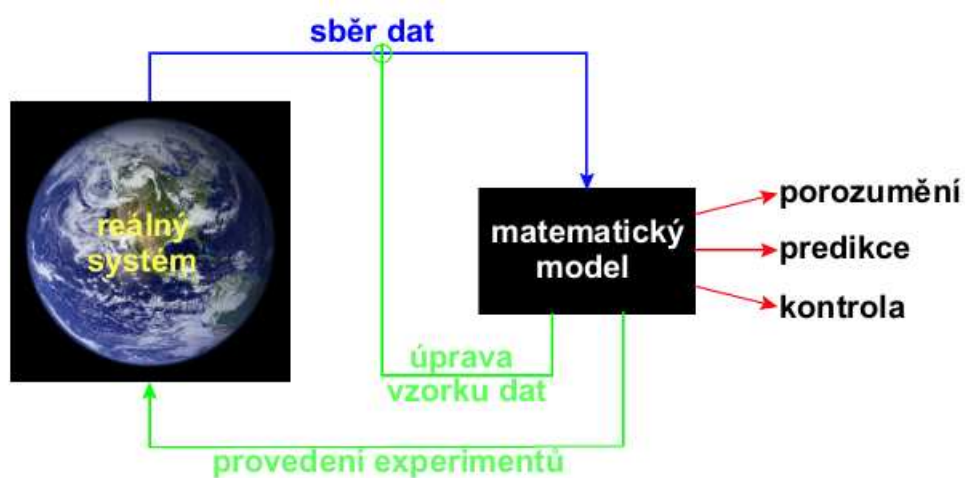 sběr dat
reálný
systém
matematický
model
porozumění
predikce
kontrola
úprava
vzorku dat
provedení experimentů